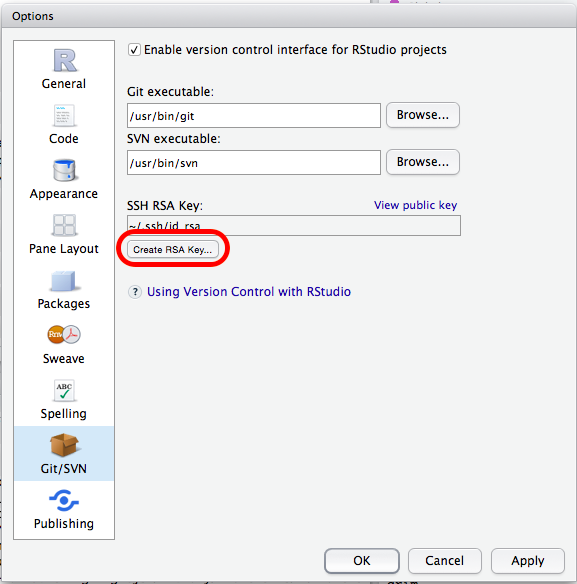 Options
General
Code
Appearance
Pane Layout
Packages
Rnw
Sweave
ABC
Spelling
Git/SVN
Publishing
Enable version control interface for RStudio projects
Git executable:
/usr/bin/git Browse...
SVN executable:
/usr/bin/svn Browse...
SSH RSA Key: View public key
~/.ssh/id_rsa
Create RSA Key...
? Using Version Control with RStudio
OK Cancel Apply